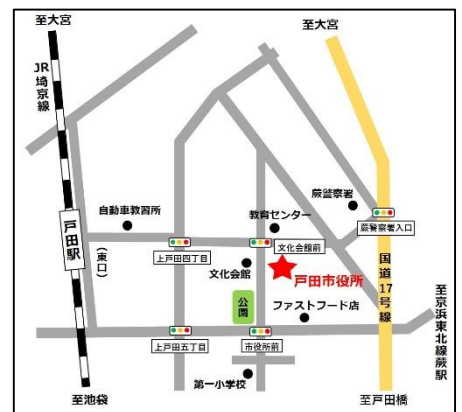 至大宮
至大宮
JR埼京線
蕨警察署
自動車教習所
教育センター
蕨警察署入口
戸田駅
(東口)
上戸田四丁目
文化会館前
文化会館
戸田市役所
国道17号線
公園
ファストフード店
至京浜東北線蕨駅
上戸田五丁目
市役所前
第一小学校
至池袋
至戸田橋